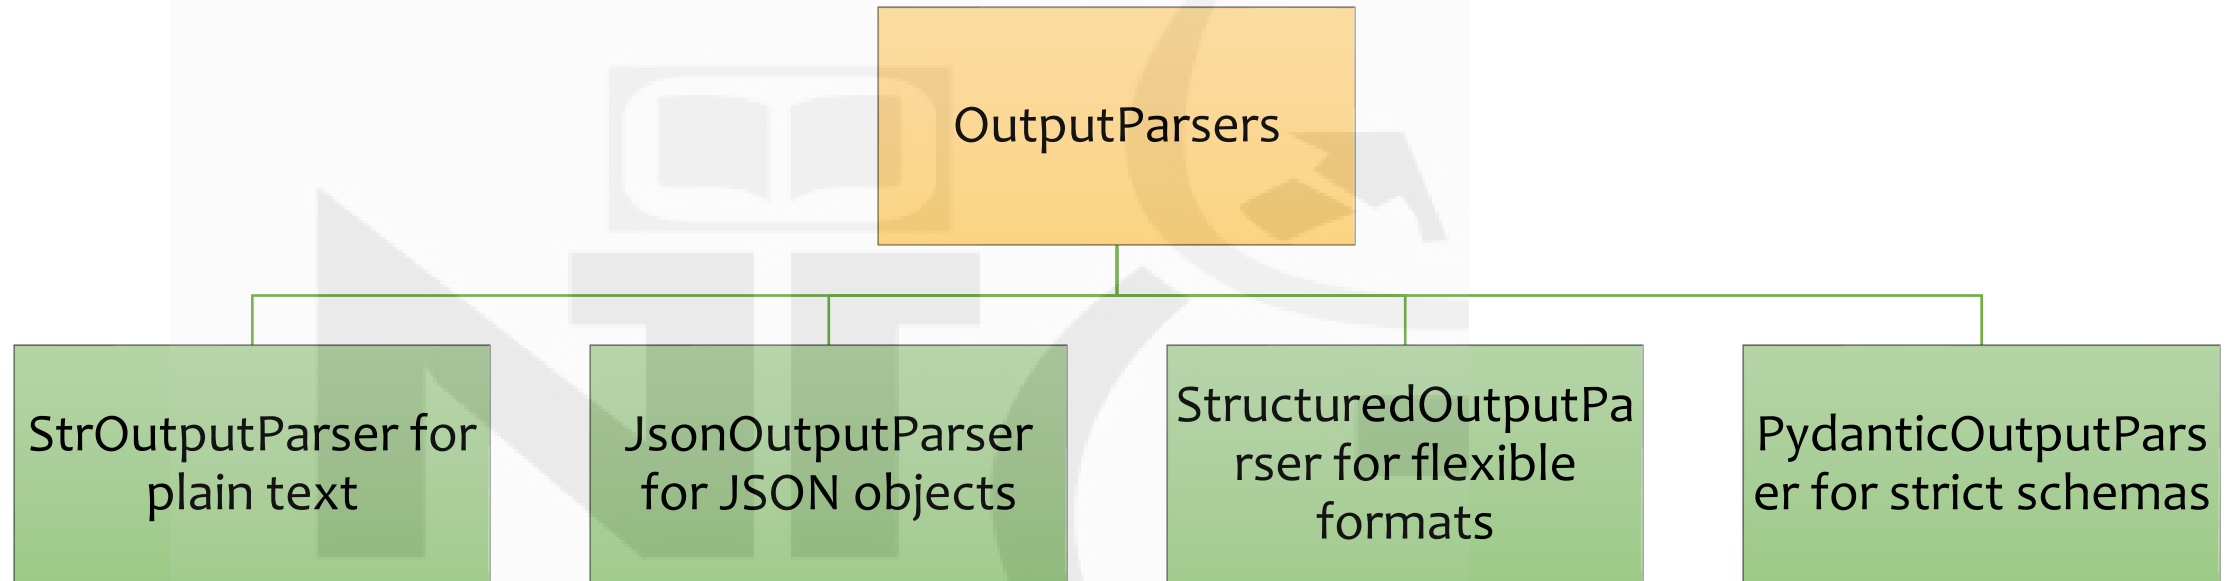 OutputParsers
StrOutputParser for
plain text
JsonOutputParser
for JSON objects
StructuredOutputPa
rser for flexible
formats
PydanticOutputPars
er for strict schemas